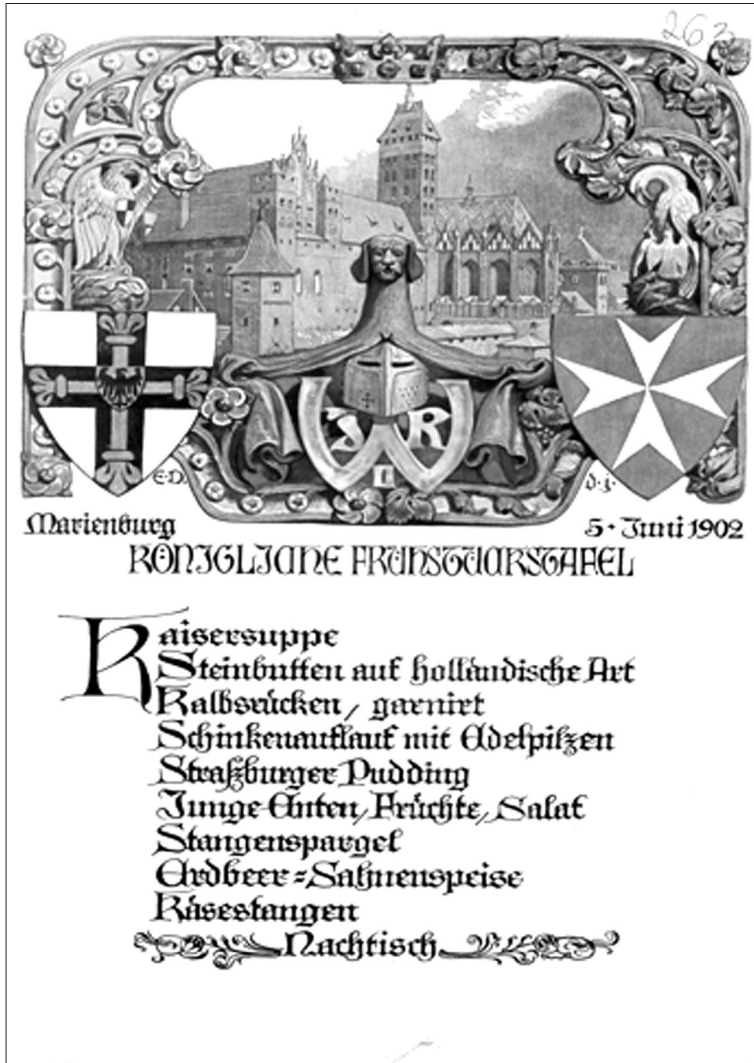 263
J R
I
E.D. d.j.
Marienburg 5. Juni 1902
KÖNIGLICHE FRÜHSTÜCKSTAFEL
Kaisersuppe
Steinbutten auf holländische Art
Kalbsrücken, garnirt
Schinkenauflauf mit Edelpilzen
Straßburger Pudding
Junge Enten, Früchte, Salat
Stangenspargel
Erdbeer=Sahnenspeise
Käsestangen
Nachtisch